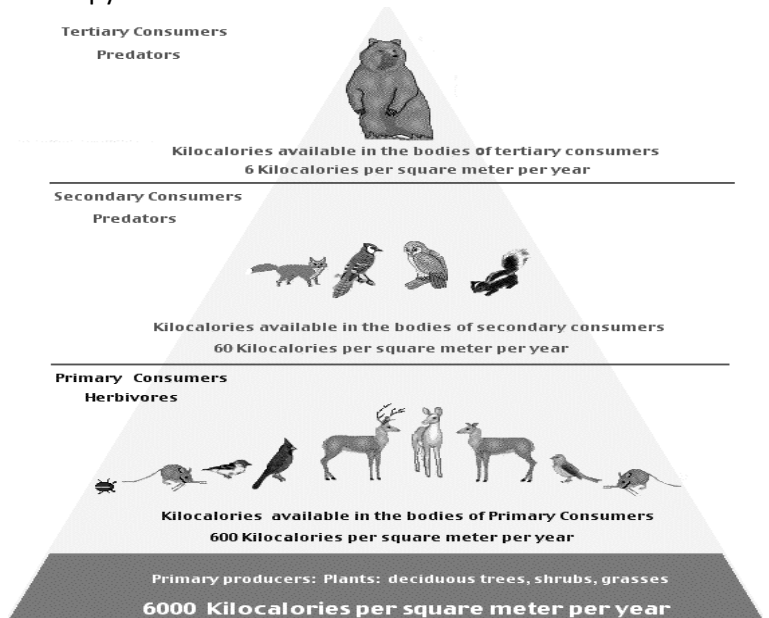 Tertiary Consumers
Predators
Kilocalories available in the bodies of tertiary consumers
6 Kilocalories per square meter per year
Secondary Consumers
Predators
Kilocalories available in the bodies of secondary consumers
60 Kilocalories per square meter per year
Primary Consumers
Herbivores
Kilocalories available in the bodies of Primary Consumers
600 Kilocalories per square meter per year
Primary producers: Plants: deciduous trees, shrubs, grasses
6000 Kilocalories per square meter per year